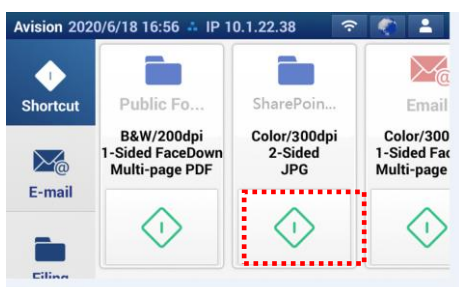 Avision 2020/6/18 16:56 IP 10.1.22.38
Shortcut
E-mail
Filing
Public Fo...
B&W/200dpi
1-Sided FaceDown
Multi-page PDF
SharePoin...
Color/300dpi
2-Sided
JPG
Email
Color/300
1-Sided Fac
Multi-page